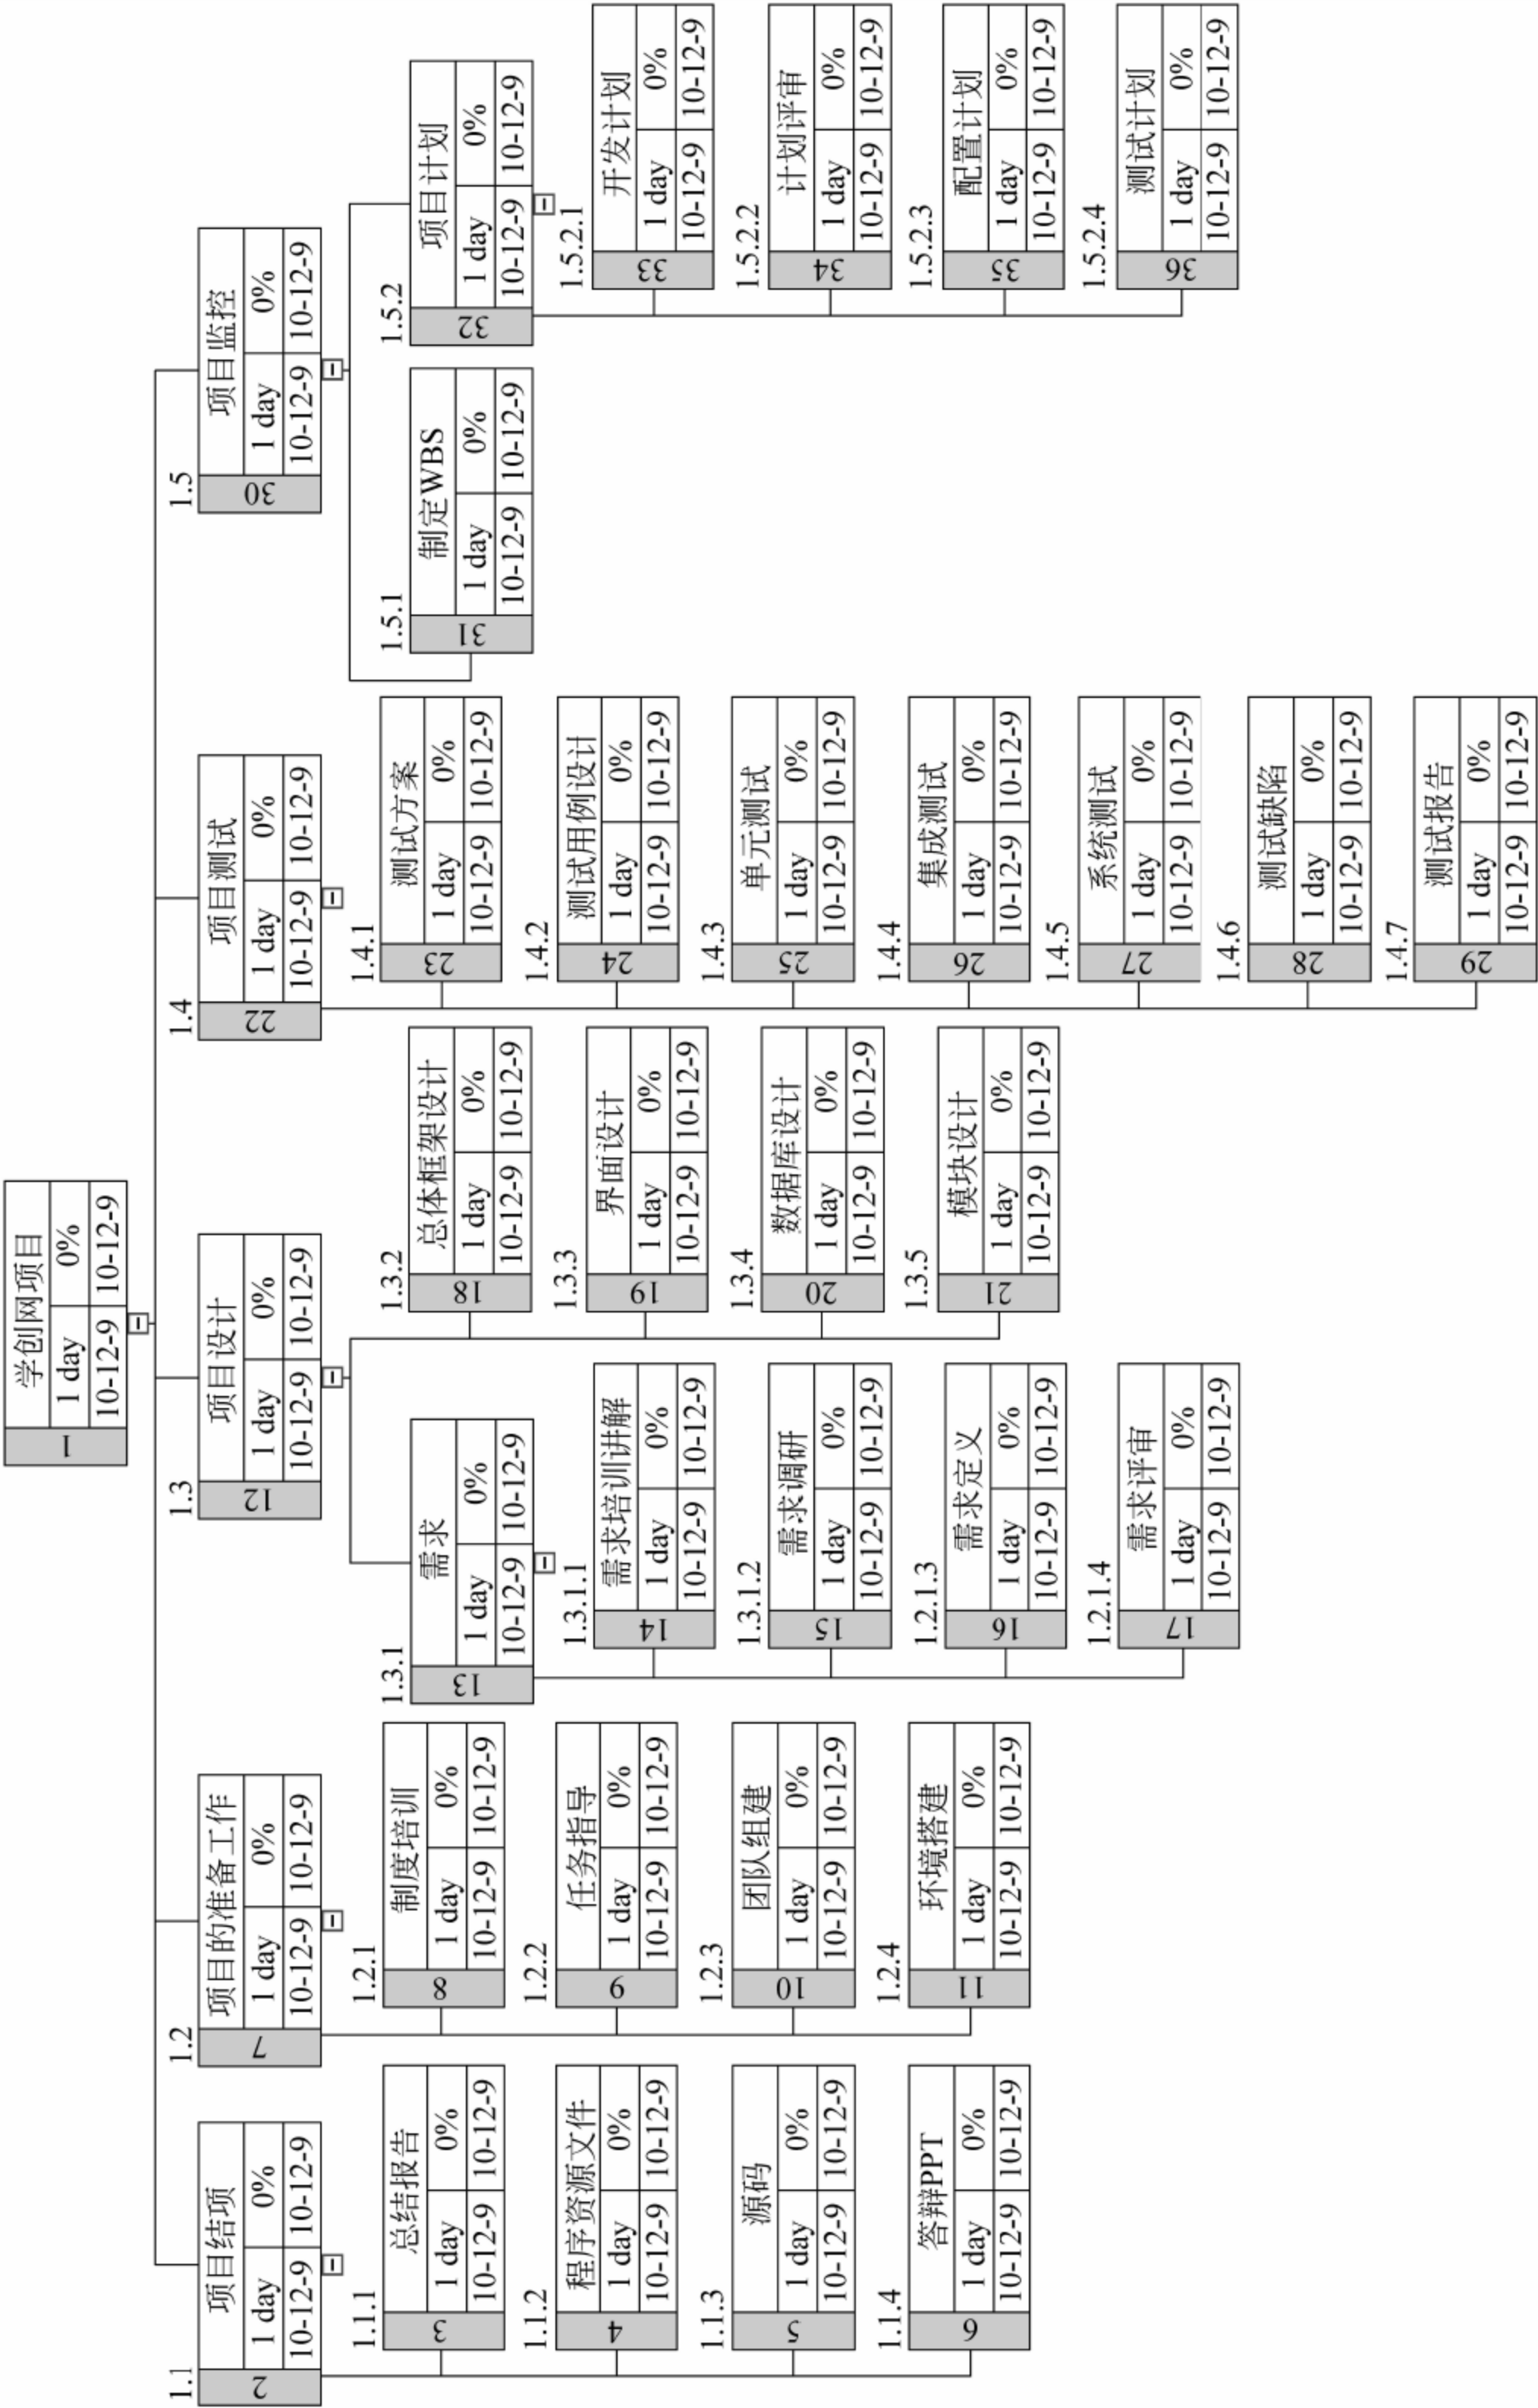 学创网项目
1
1 day 0%
10-12-9 10-12-9
1.1
项目结项
2
1 day 0%
10-12-9 10-12-9
1.1.1
总结报告
3
1 day 0%
10-12-9 10-12-9
1.1.2
程序资源文件
4
1 day 0%
10-12-9 10-12-9
1.1.3
源码
5
1 day 0%
10-12-9 10-12-9
1.1.4
答辩PPT
6
1 day 0%
10-12-9 10-12-9
1.2
项目的准备工作
7
1 day 0%
10-12-9 10-12-9
1.2.1
制度培训
8
1 day 0%
10-12-9 10-12-9
1.2.2
任务指导
9
1 day 0%
10-12-9 10-12-9
1.2.3
团队组建
10
1 day 0%
10-12-9 10-12-9
1.2.4
环境搭建
11
1 day 0%
10-12-9 10-12-9
1.3
项目设计
12
1 day 0%
10-12-9 10-12-9
1.3.1
需求
13
1 day 0%
10-12-9 10-12-9
1.3.1.1
需求培训讲解
14
1 day 0%
10-12-9 10-12-9
1.3.1.2
需求调研
15
1 day 0%
10-12-9 10-12-9
1.2.1.3
需求定义
16
1 day 0%
10-12-9 10-12-9
1.2.1.4
需求评审
17
1 day 0%
10-12-9 10-12-9
1.3.2
总体框架设计
18
1 day 0%
10-12-9 10-12-9
1.3.3
界面设计
19
1 day 0%
10-12-9 10-12-9
1.3.4
数据库设计
20
1 day 0%
10-12-9 10-12-9
1.3.5
模块设计
21
1 day 0%
10-12-9 10-12-9
1.4
项目测试
22
1 day 0%
10-12-9 10-12-9
1.4.1
测试方案
23
1 day 0%
10-12-9 10-12-9
1.4.2
测试用例设计
24
1 day 0%
10-12-9 10-12-9
1.4.3
单元测试
25
1 day 0%
10-12-9 10-12-9
1.4.4
集成测试
26
1 day 0%
10-12-9 10-12-9
1.4.5
系统测试
27
1 day 0%
10-12-9 10-12-9
1.4.6
测试缺陷
28
1 day 0%
10-12-9 10-12-9
1.4.7
测试报告
29
1 day 0%
10-12-9 10-12-9
1.5
项目监控
30
1 day 0%
10-12-9 10-12-9
1.5.1
制定WBS
31
1 day 0%
10-12-9 10-12-9
1.5.2
项目计划
32
1 day 0%
10-12-9 10-12-9
1.5.2.1
开发计划
33
1 day 0%
10-12-9 10-12-9
1.5.2.2
计划评审
34
1 day 0%
10-12-9 10-12-9
1.5.2.3
配置计划
35
1 day 0%
10-12-9 10-12-9
1.5.2.4
测试计划
36
1 day 0%
10-12-9 10-12-9